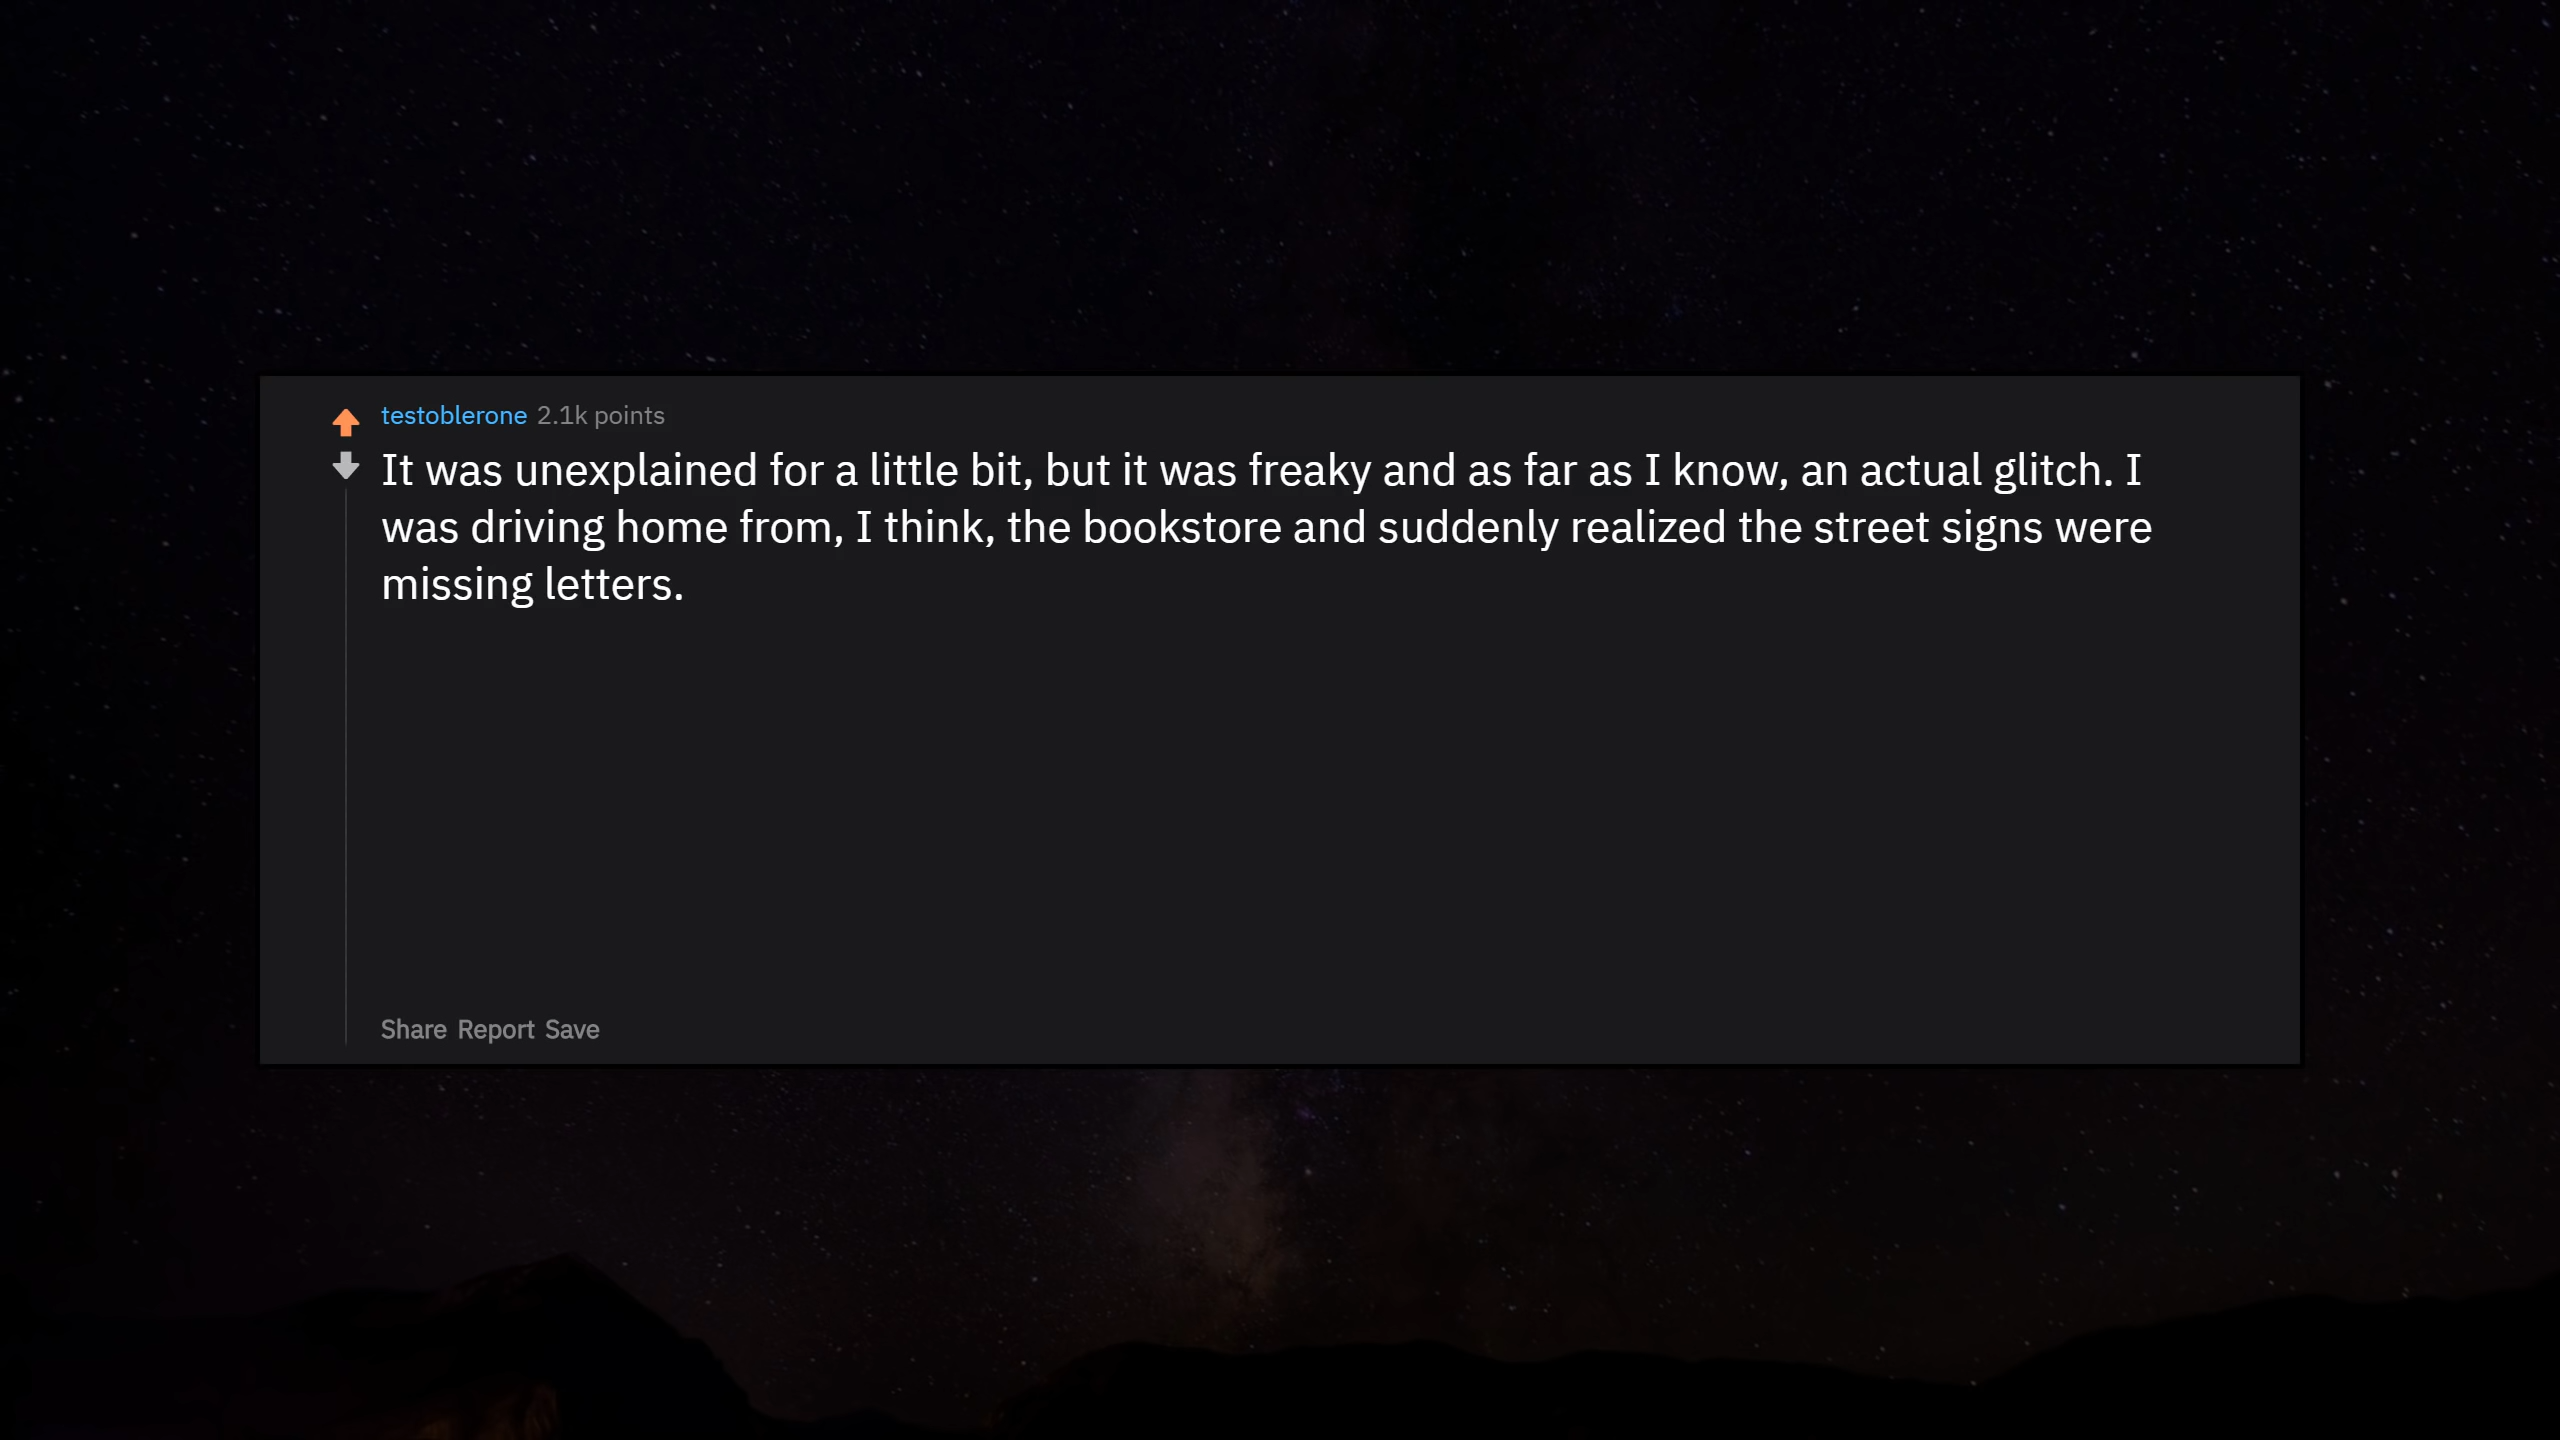 testoblerone 2.1k points
It was unexplained for a little bit, but it was freaky and as far as I know, an actual glitch. I
was driving home from, I think, the bookstore and suddenly realized the street signs were
missing letters.
Share Report Save